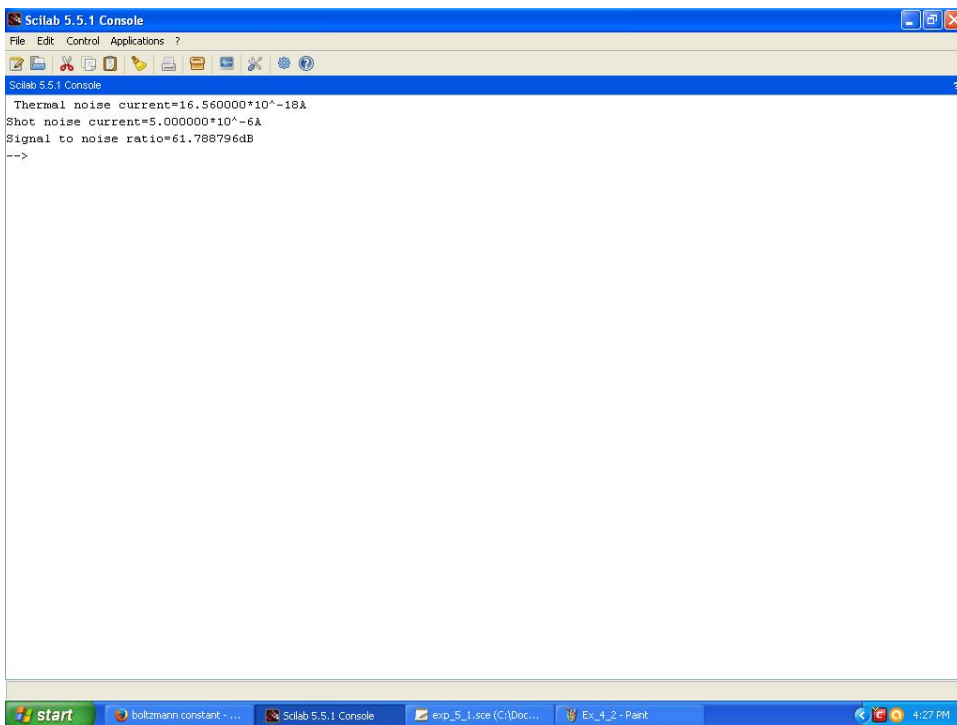 Scilab 5.5.1 Console
File Edit Control Applications ?
Scilab 5.5.1 Console ?
Thermal noise current=16.560000*10^-18A
Shot noise current=5.000000*10^-6A
Signal to noise ratio=61.788796dB
-->
start boltzmann constant - ... Scilab 5.5.1 Console exp_5_1.sce (C:\Doc... Ex_4_2 - Paint 4:27 PM